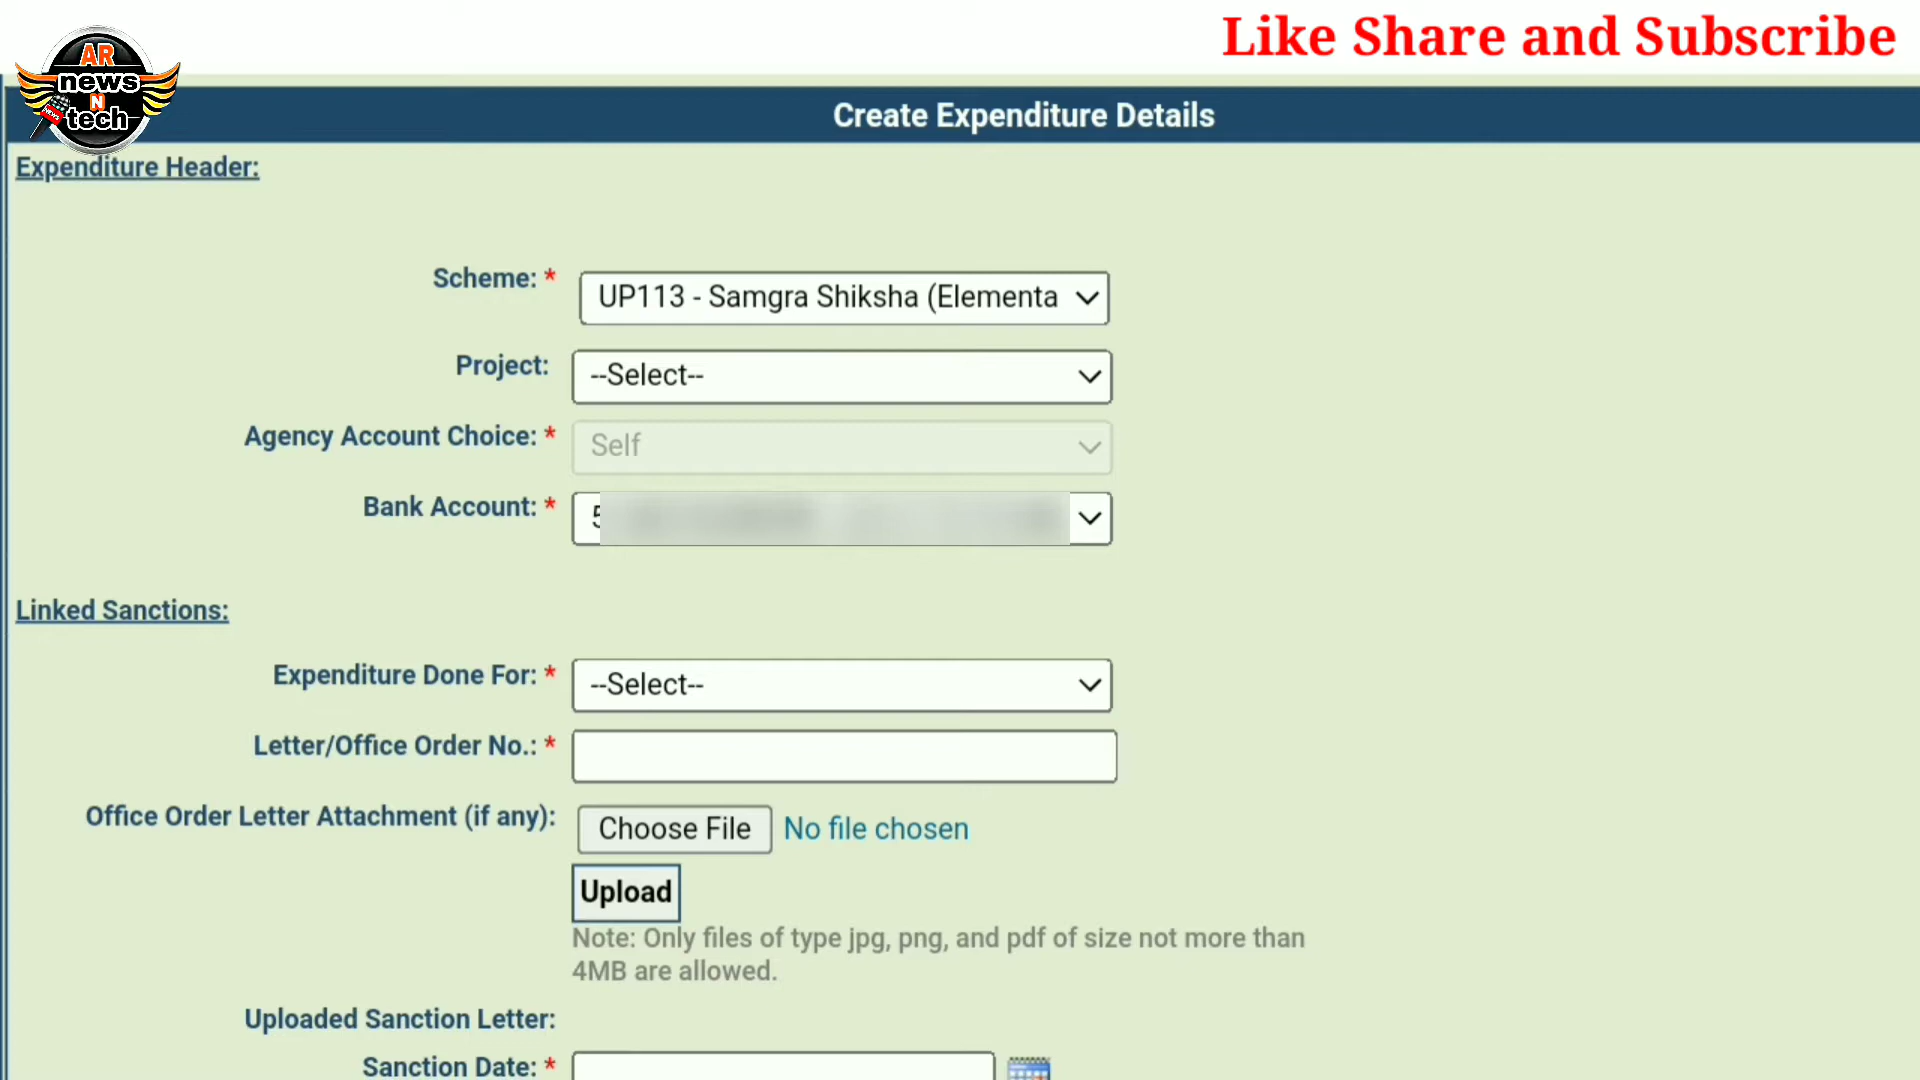 Like Share and Subscribe
AR
news
N
tech
NEWS
Create Expenditure Details
Expenditure Header:
Scheme: * UP113 - Samgra Shiksha (Elementa
Project: --Select--
Agency Account Choice: * Self
Bank Account: * 5
Linked Sanctions:
Expenditure Done For: * --Select--
Letter/Office Order No.: *
Office Order Letter Attachment (if any): Choose File No file chosen
Upload
Note: Only files of type jpg, png, and pdf of size not more than
4MB are allowed.
Uploaded Sanction Letter:
Sanction Date: *